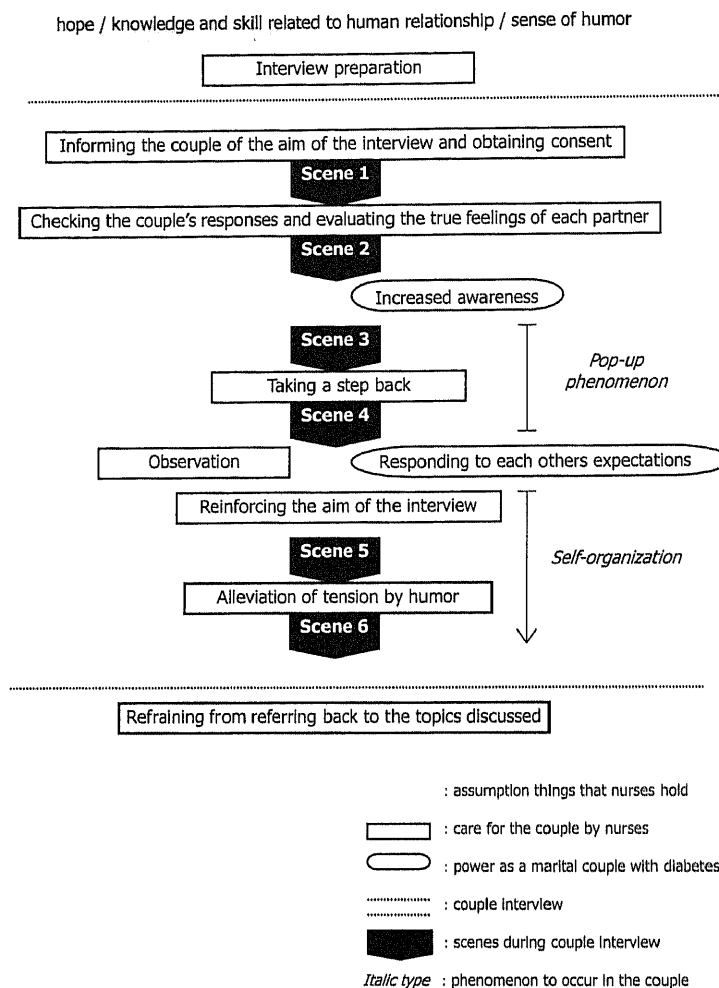 hope / knowledge and skill related to human relationship / sense of humor
Interview preparation
Informing the couple of the aim of the interview and obtaining consent
Scene 1
Checking the couple's responses and evaluating the true feelings of each partner
Scene 2
Increased awareness
Scene 3
Pop-up
phenomenon
Taking a step back
Scene 4
Observation
Responding to each others expectations
Reinforcing the aim of the interview
Scene 5
Self-organization
Alleviation of tension by humor
Scene 6
Refraining from referring back to the topics discussed
: assumption things that nurses hold
: care for the couple by nurses
: power as a marital couple with diabetes
: couple interview
: scenes during couple interview
Italic type : phenomenon to occur in the couple